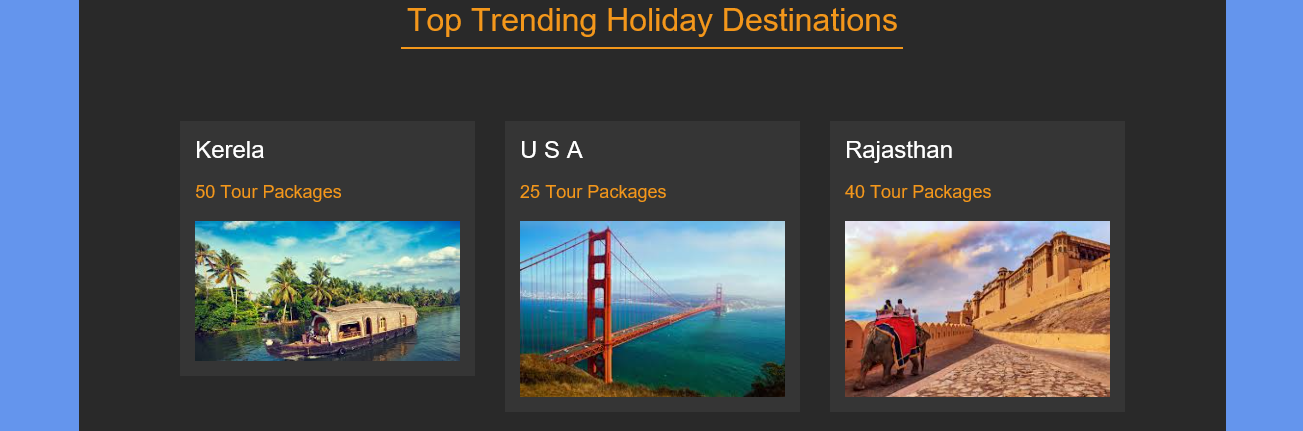 Top Trending Holiday Destinations
Kerela
50 Tour Packages
U S A
25 Tour Packages
Rajasthan
40 Tour Packages